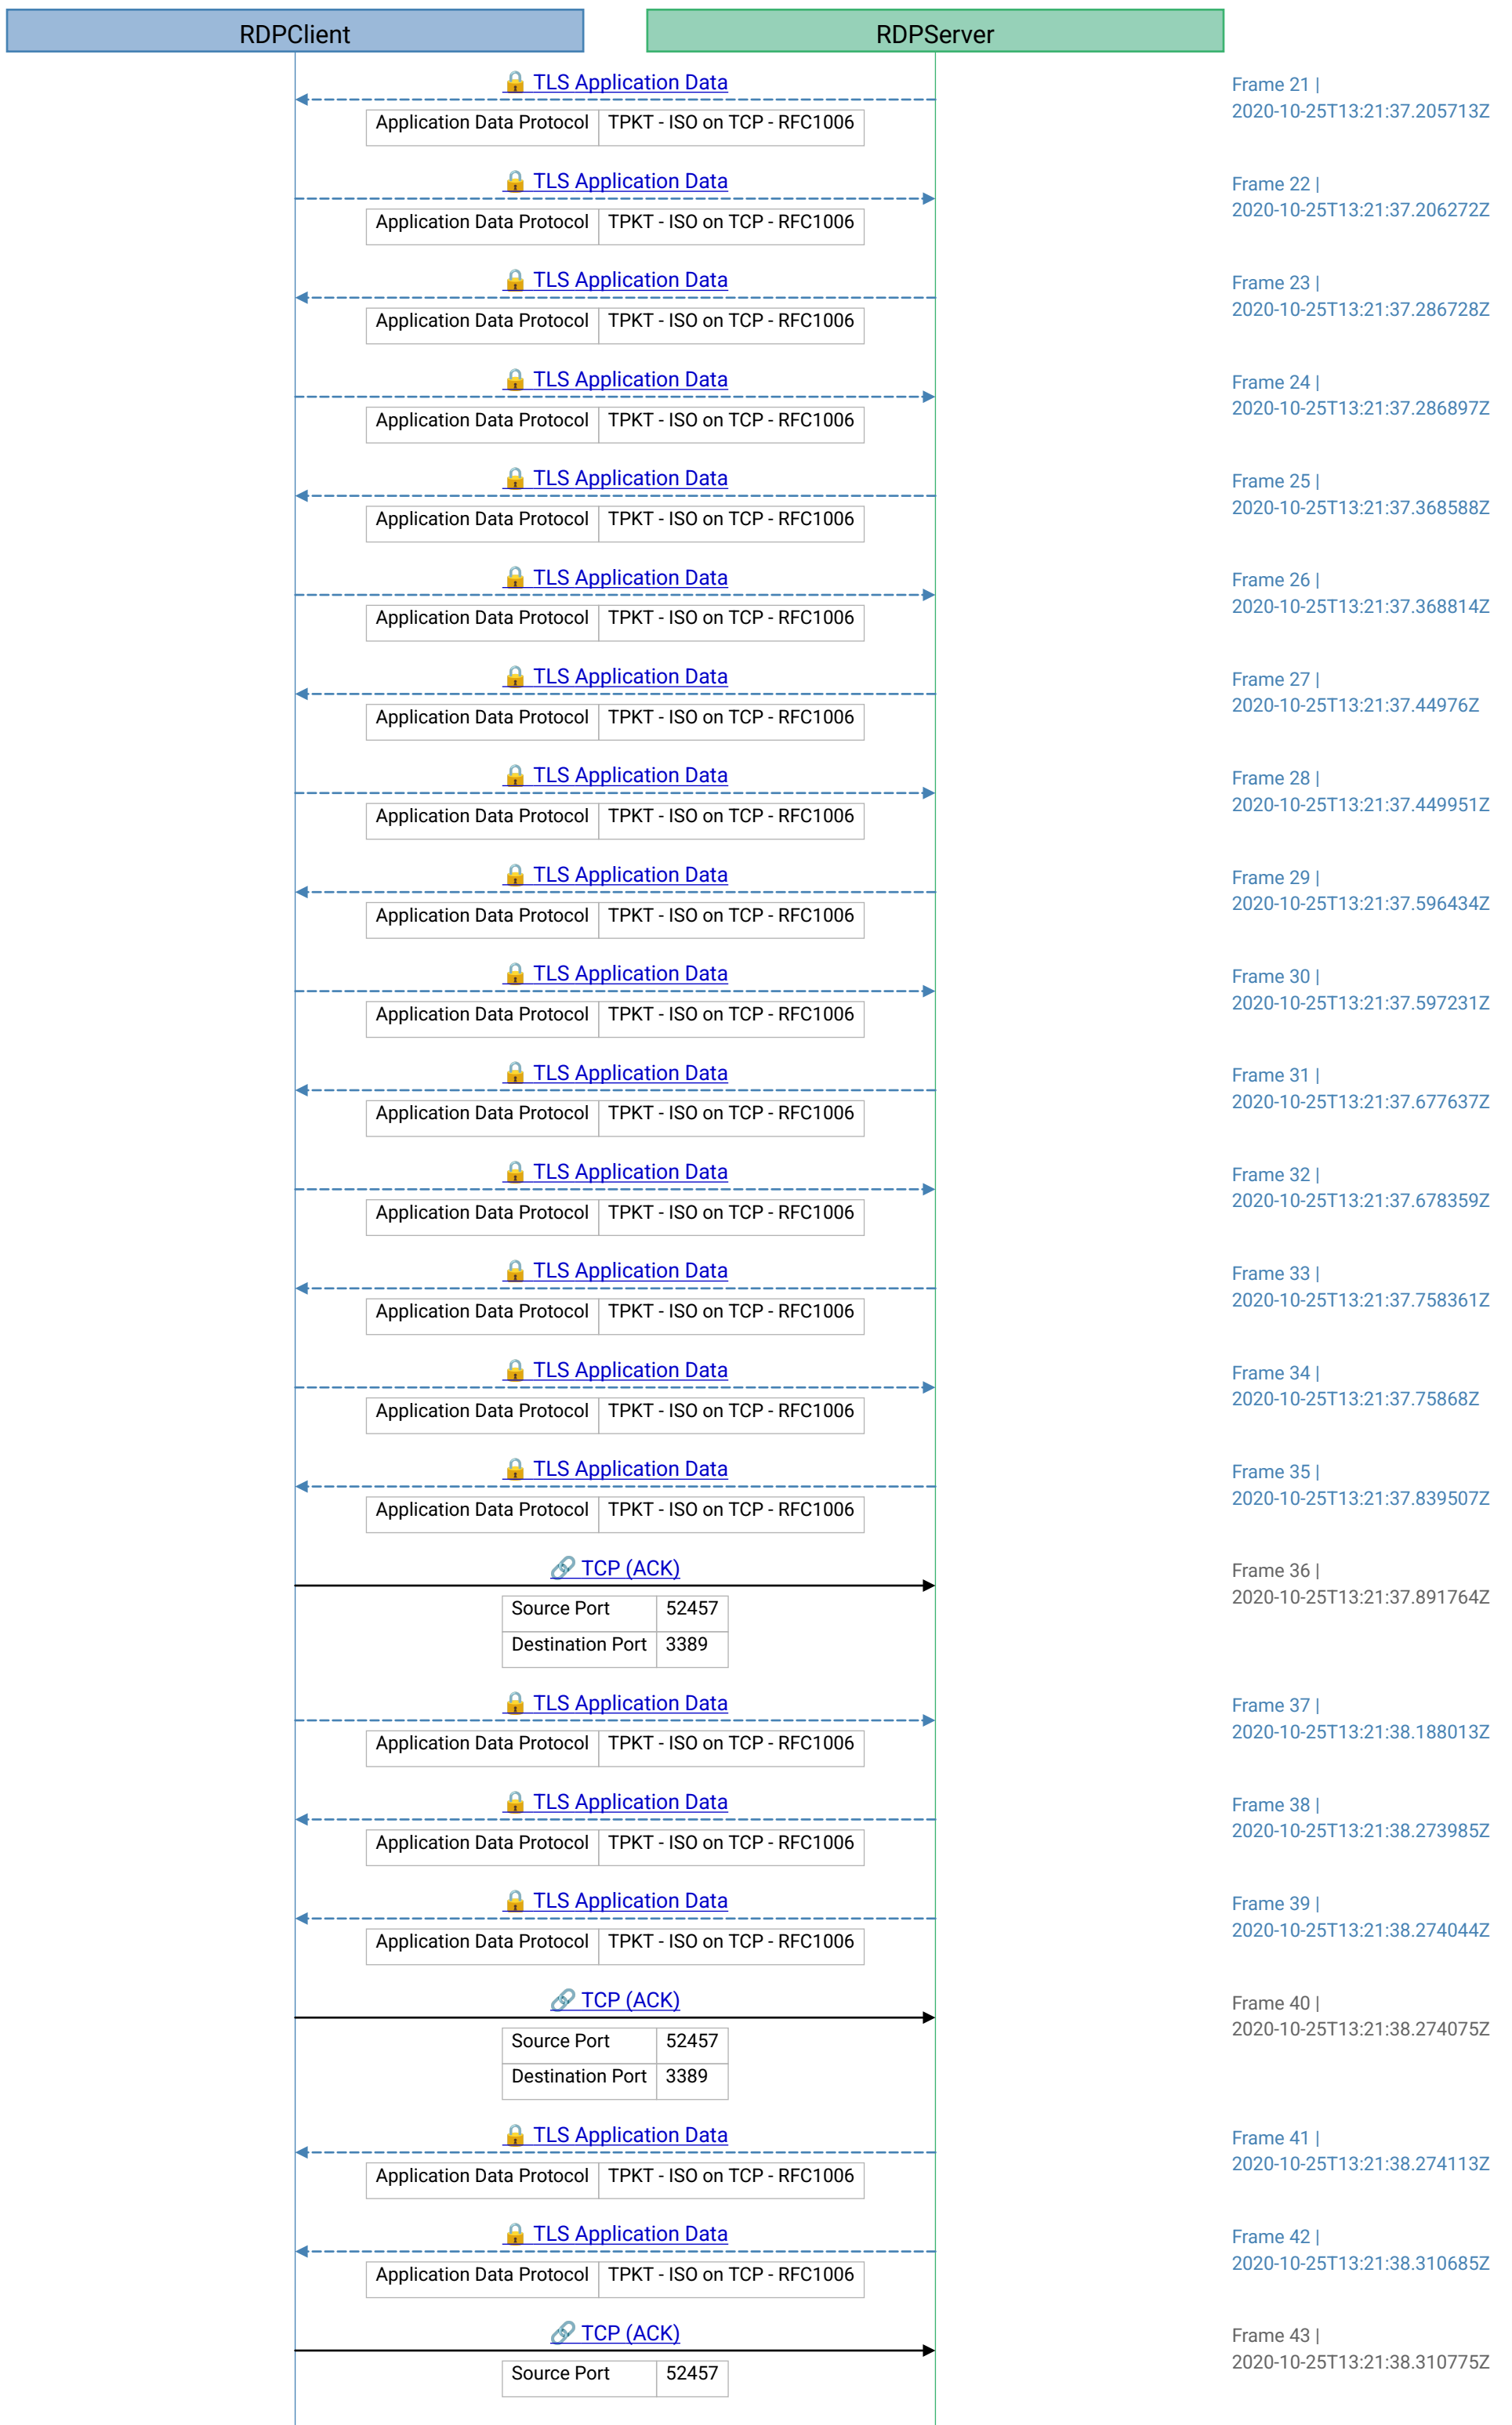 RDPClient RDPServer
🔒 TLS Application Data Frame 21 |
2020-10-25T13:21:37.205713Z
Application Data Protocol TPKT - ISO on TCP - RFC1006
🔒 TLS Application Data Frame 22 |
2020-10-25T13:21:37.206272Z
Application Data Protocol TPKT - ISO on TCP - RFC1006
🔒 TLS Application Data Frame 23 |
2020-10-25T13:21:37.286728Z
Application Data Protocol TPKT - ISO on TCP - RFC1006
🔒 TLS Application Data Frame 24 |
2020-10-25T13:21:37.286897Z
Application Data Protocol TPKT - ISO on TCP - RFC1006
🔒 TLS Application Data Frame 25 |
2020-10-25T13:21:37.368588Z
Application Data Protocol TPKT - ISO on TCP - RFC1006
🔒 TLS Application Data Frame 26 |
2020-10-25T13:21:37.368814Z
Application Data Protocol TPKT - ISO on TCP - RFC1006
🔒 TLS Application Data Frame 27 |
2020-10-25T13:21:37.44976Z
Application Data Protocol TPKT - ISO on TCP - RFC1006
🔒 TLS Application Data Frame 28 |
2020-10-25T13:21:37.449951Z
Application Data Protocol TPKT - ISO on TCP - RFC1006
🔒 TLS Application Data Frame 29 |
2020-10-25T13:21:37.596434Z
Application Data Protocol TPKT - ISO on TCP - RFC1006
🔒 TLS Application Data Frame 30 |
2020-10-25T13:21:37.597231Z
Application Data Protocol TPKT - ISO on TCP - RFC1006
🔒 TLS Application Data Frame 31 |
2020-10-25T13:21:37.677637Z
Application Data Protocol TPKT - ISO on TCP - RFC1006
🔒 TLS Application Data Frame 32 |
2020-10-25T13:21:37.678359Z
Application Data Protocol TPKT - ISO on TCP - RFC1006
🔒 TLS Application Data Frame 33 |
2020-10-25T13:21:37.758361Z
Application Data Protocol TPKT - ISO on TCP - RFC1006
🔒 TLS Application Data Frame 34 |
2020-10-25T13:21:37.75868Z
Application Data Protocol TPKT - ISO on TCP - RFC1006
🔒 TLS Application Data Frame 35 |
2020-10-25T13:21:37.839507Z
Application Data Protocol TPKT - ISO on TCP - RFC1006
🔗 TCP (ACK) Frame 36 |
2020-10-25T13:21:37.891764Z
Source Port 52457
Destination Port 3389
🔒 TLS Application Data Frame 37 |
2020-10-25T13:21:38.188013Z
Application Data Protocol TPKT - ISO on TCP - RFC1006
🔒 TLS Application Data Frame 38 |
2020-10-25T13:21:38.273985Z
Application Data Protocol TPKT - ISO on TCP - RFC1006
🔒 TLS Application Data Frame 39 |
2020-10-25T13:21:38.274044Z
Application Data Protocol TPKT - ISO on TCP - RFC1006
🔗 TCP (ACK) Frame 40 |
2020-10-25T13:21:38.274075Z
Source Port 52457
Destination Port 3389
🔒 TLS Application Data Frame 41 |
2020-10-25T13:21:38.274113Z
Application Data Protocol TPKT - ISO on TCP - RFC1006
🔒 TLS Application Data Frame 42 |
2020-10-25T13:21:38.310685Z
Application Data Protocol TPKT - ISO on TCP - RFC1006
🔗 TCP (ACK) Frame 43 |
2020-10-25T13:21:38.310775Z
Source Port 52457